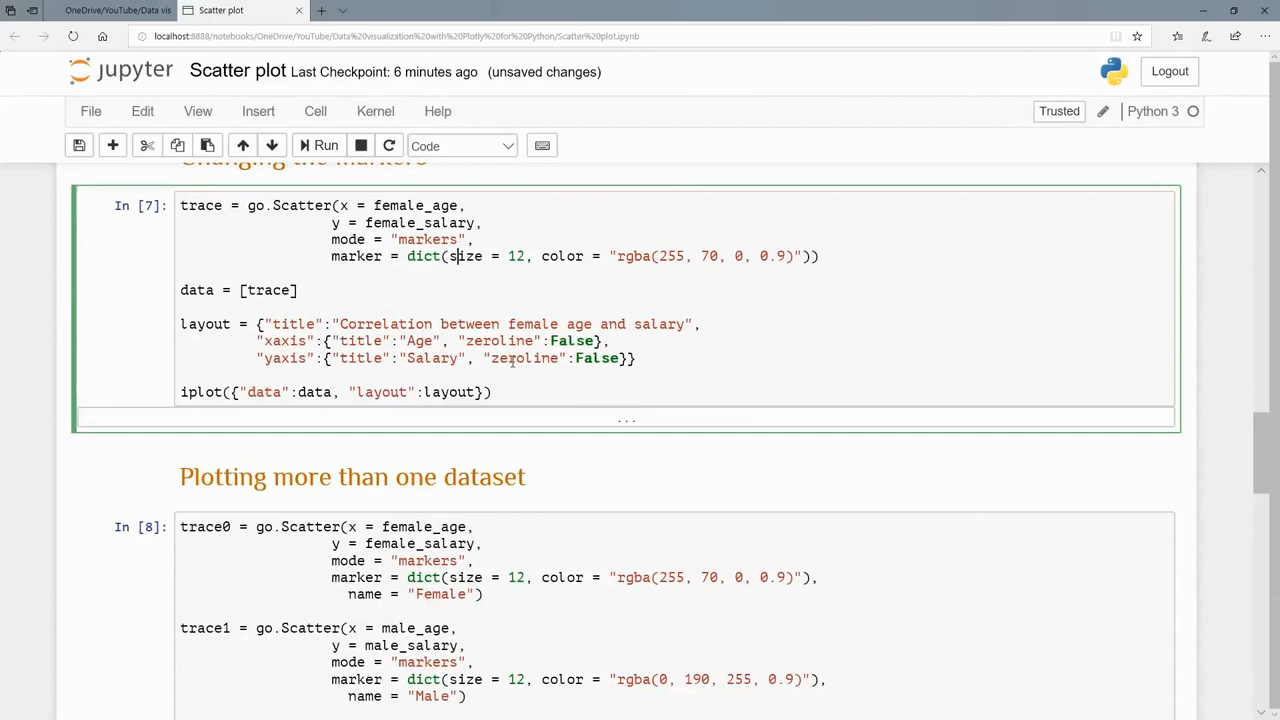 OneDrive/YouTube/Data vis
Scatter plot
localhost:8888/notebooks/OneDrive/YouTube/Data%20visualization%20with%20Plotly%20for%20Python/Scatter%20plot.ipynb
jupyter Scatter plot Last Checkpoint: 6 minutes ago (unsaved changes)
Logout
File Edit View Insert Cell Kernel Help
Trusted
Python 3
Run
Code
Changing the markers
In [7]: trace = go.Scatter(x = female_age,
y = female_salary,
mode = "markers",
marker = dict(size = 12, color = "rgba(255, 70, 0, 0.9)"))
data = [trace]
layout = {"title":"Correlation between female age and salary",
"xaxis":{"title":"Age", "zeroline":False},
"yaxis":{"title":"Salary", "zeroline":False}}
iplot({"data":data, "layout":layout})
...
Plotting more than one dataset
In [8]: trace0 = go.Scatter(x = female_age,
y = female_salary,
mode = "markers",
marker = dict(size = 12, color = "rgba(255, 70, 0, 0.9)"),
name = "Female")
trace1 = go.Scatter(x = male_age,
y = male_salary,
mode = "markers",
marker = dict(size = 12, color = "rgba(0, 190, 255, 0.9)"),
name = "Male")